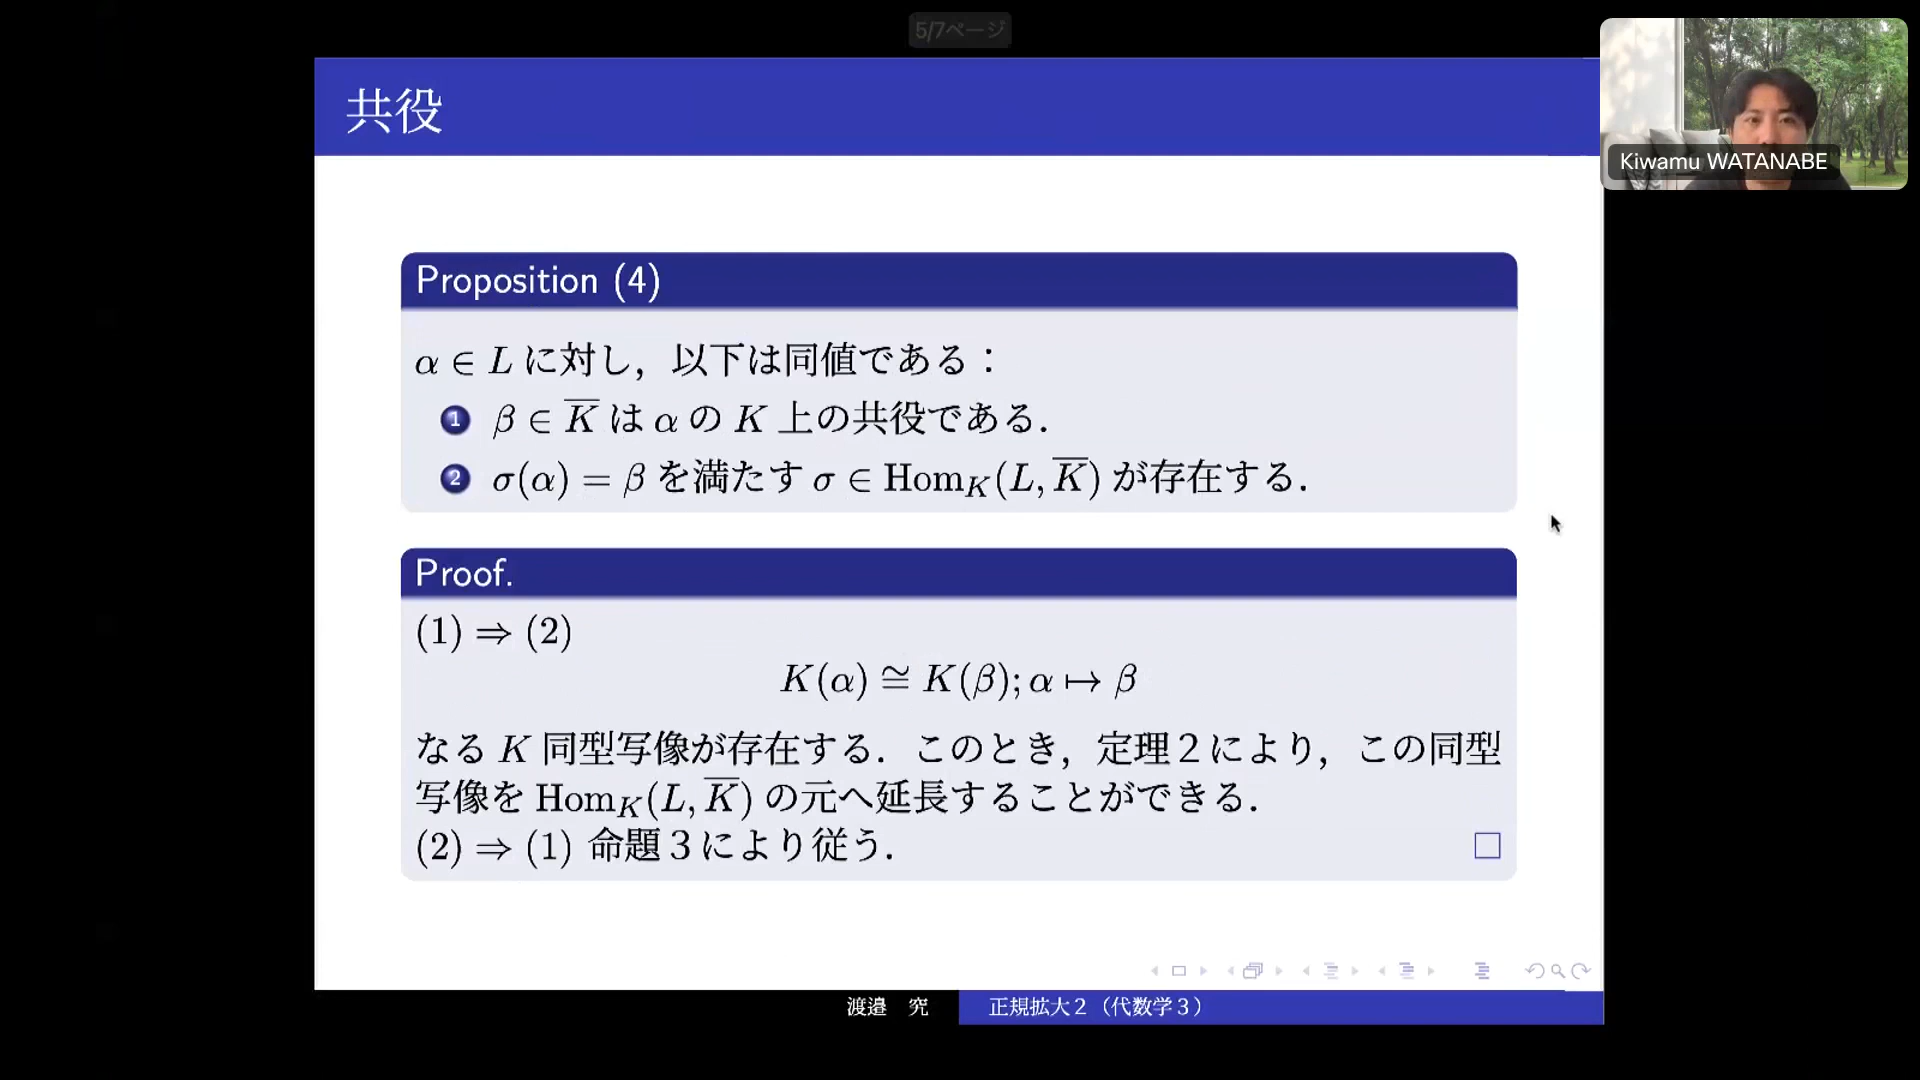 5/7ページ
共役
Kiwamu WATANABE
Proposition (4)
α ∈ L に対し，以下は同値である：
1 β ∈ K̅ は α の K 上の共役である．
2 σ(α) = β を満たす σ ∈ Hom_K(L, K̅) が存在する．
Proof.
(1) ⇒ (2)
K(α) ≅ K(β); α ↦ β
なる K 同型写像が存在する．このとき，定理２により，この同型
写像を Hom_K(L, K̅) の元へ延長することができる．
(2) ⇒ (1) 命題３により従う． □
渡邉　究
正規拡大２（代数学３）